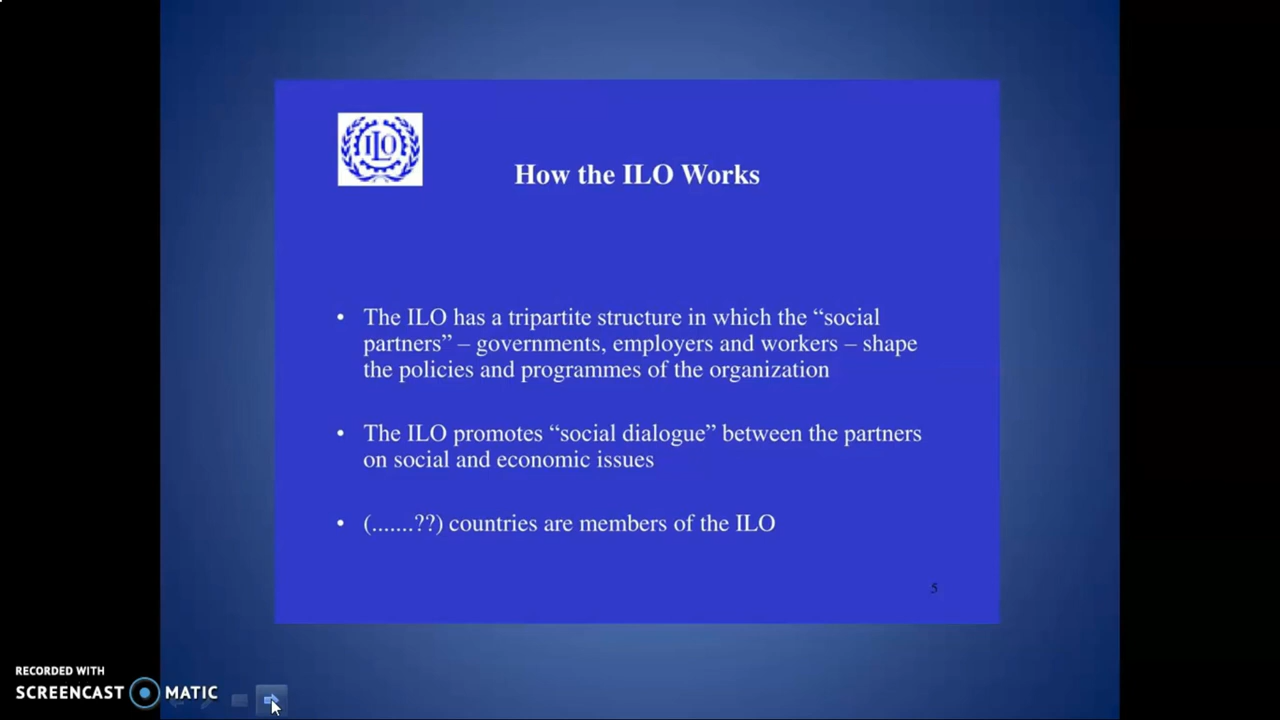 ILO
How the ILO Works
• The ILO has a tripartite structure in which the “social
partners” – governments, employers and workers – shape
the policies and programmes of the organization
• The ILO promotes “social dialogue” between the partners
on social and economic issues
• (.......??) countries are members of the ILO
5
RECORDED WITH
SCREENCAST MATIC